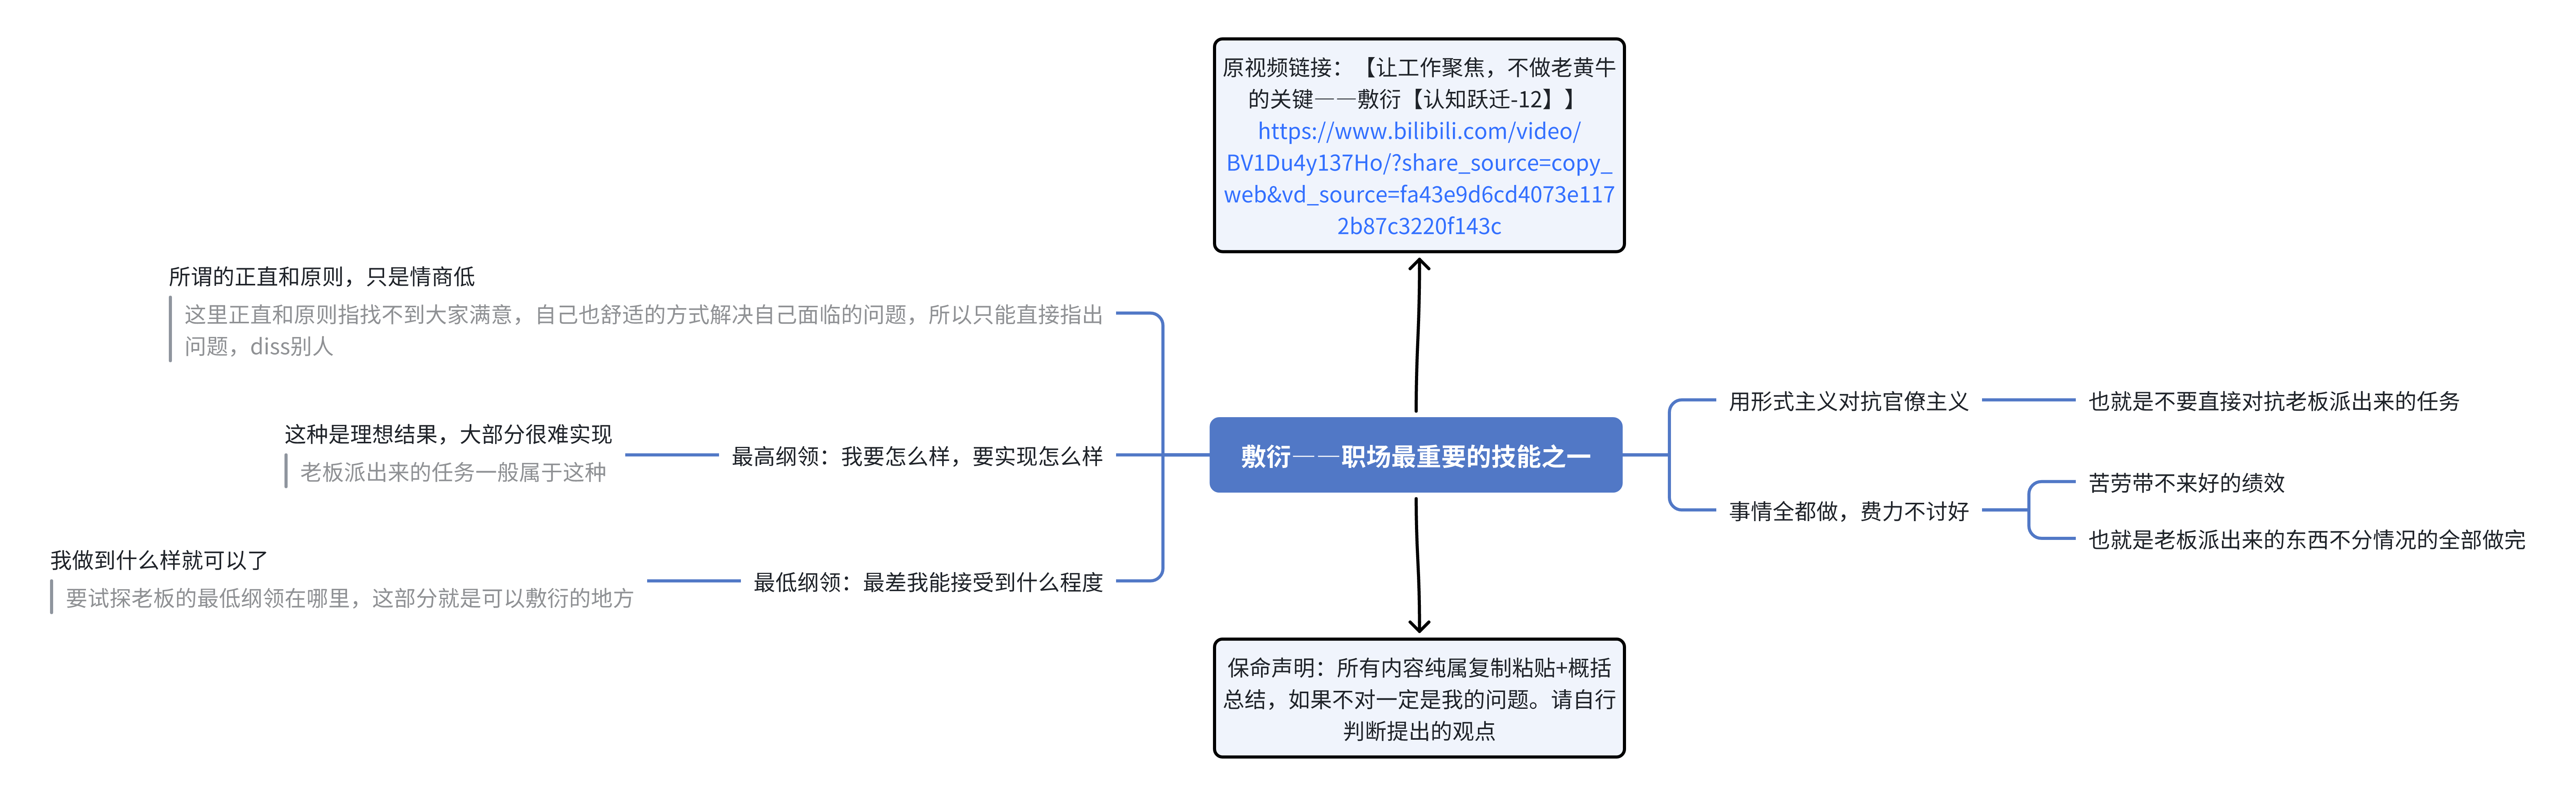 原视频链接：【让工作聚焦，不做老黄牛
的关键——敷衍【认知跃迁-12】】
https://www.bilibili.com/video/
BV1Du4y137Ho/?share_source=copy_
web&vd_source=fa43e9d6cd4073e117
2b87c3220f143c
所谓的正直和原则，只是情商低
这里正直和原则指找不到大家满意，自己也舒适的方式解决自己面临的问题，所以只能直接指出
问题，diss别人
这种是理想结果，大部分很难实现
老板派出来的任务一般属于这种
最高纲领：我要怎么样，要实现怎么样
我做到什么样就可以了
要试探老板的最低纲领在哪里，这部分就是可以敷衍的地方
最低纲领：最差我能接受到什么程度
敷衍——职场最重要的技能之一
用形式主义对抗官僚主义
也就是不要直接对抗老板派出来的任务
事情全都做，费力不讨好
苦劳带不来好的绩效
也就是老板派出来的东西不分情况的全部做完
保命声明：所有内容纯属复制粘贴+概括
总结，如果不对一定是我的问题。请自行
判断提出的观点